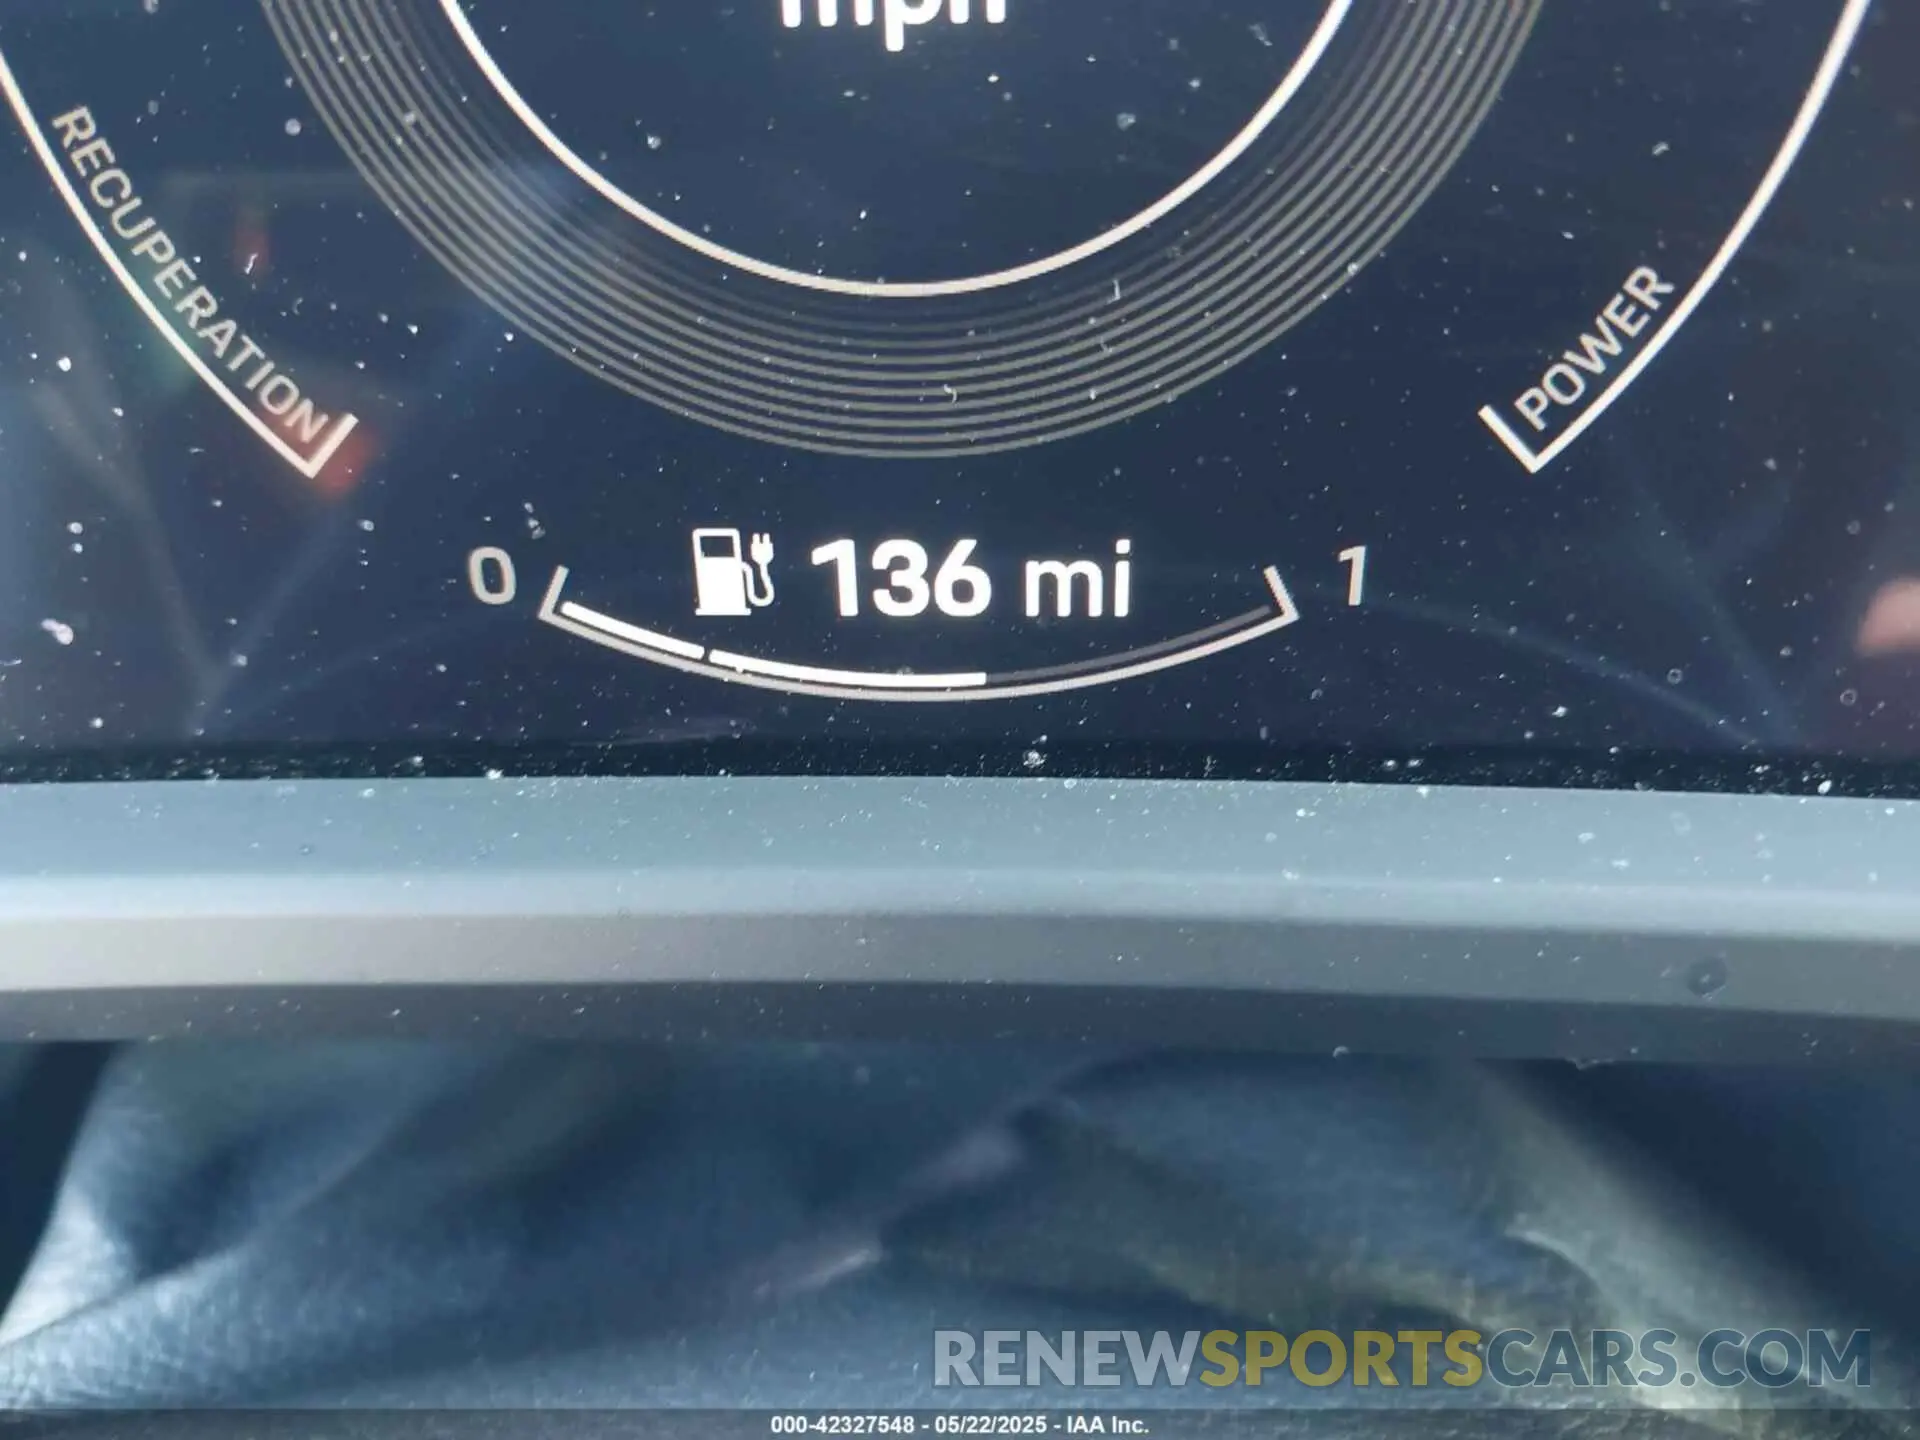 mph
RECUPERATION
POWER
0 136 mi 1
RENEWSPORTSCARS.COM
000-42327548 - 05/22/2025 - IAA Inc.